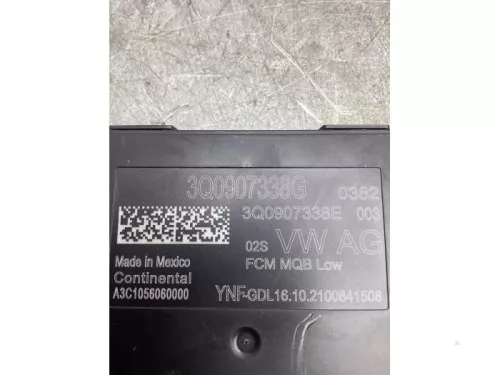 3Q0907338G 0382
3Q0907338E 003
02S VW AG
Made in Mexico FCM MQB Low
Continental
A3C1056060000 YNF-GDL16.10.2100841508